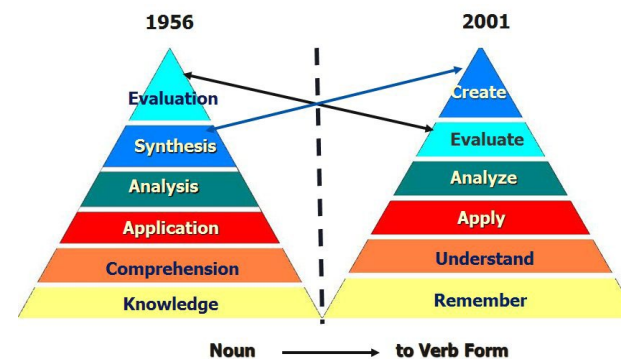 1956
Evaluation
Synthesis
Analysis
Application
Comprehension
Knowledge
2001
Create
Evaluate
Analyze
Apply
Understand
Remember
Noun to Verb Form